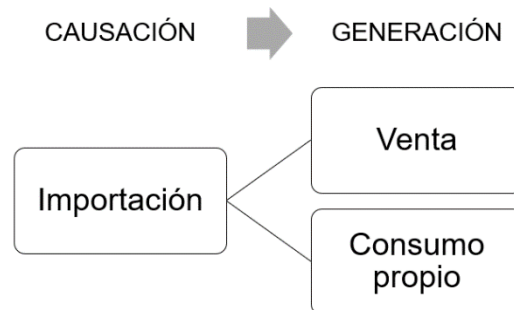 CAUSACIÓN
GENERACIÓN
Importación
Venta
Consumo
propio